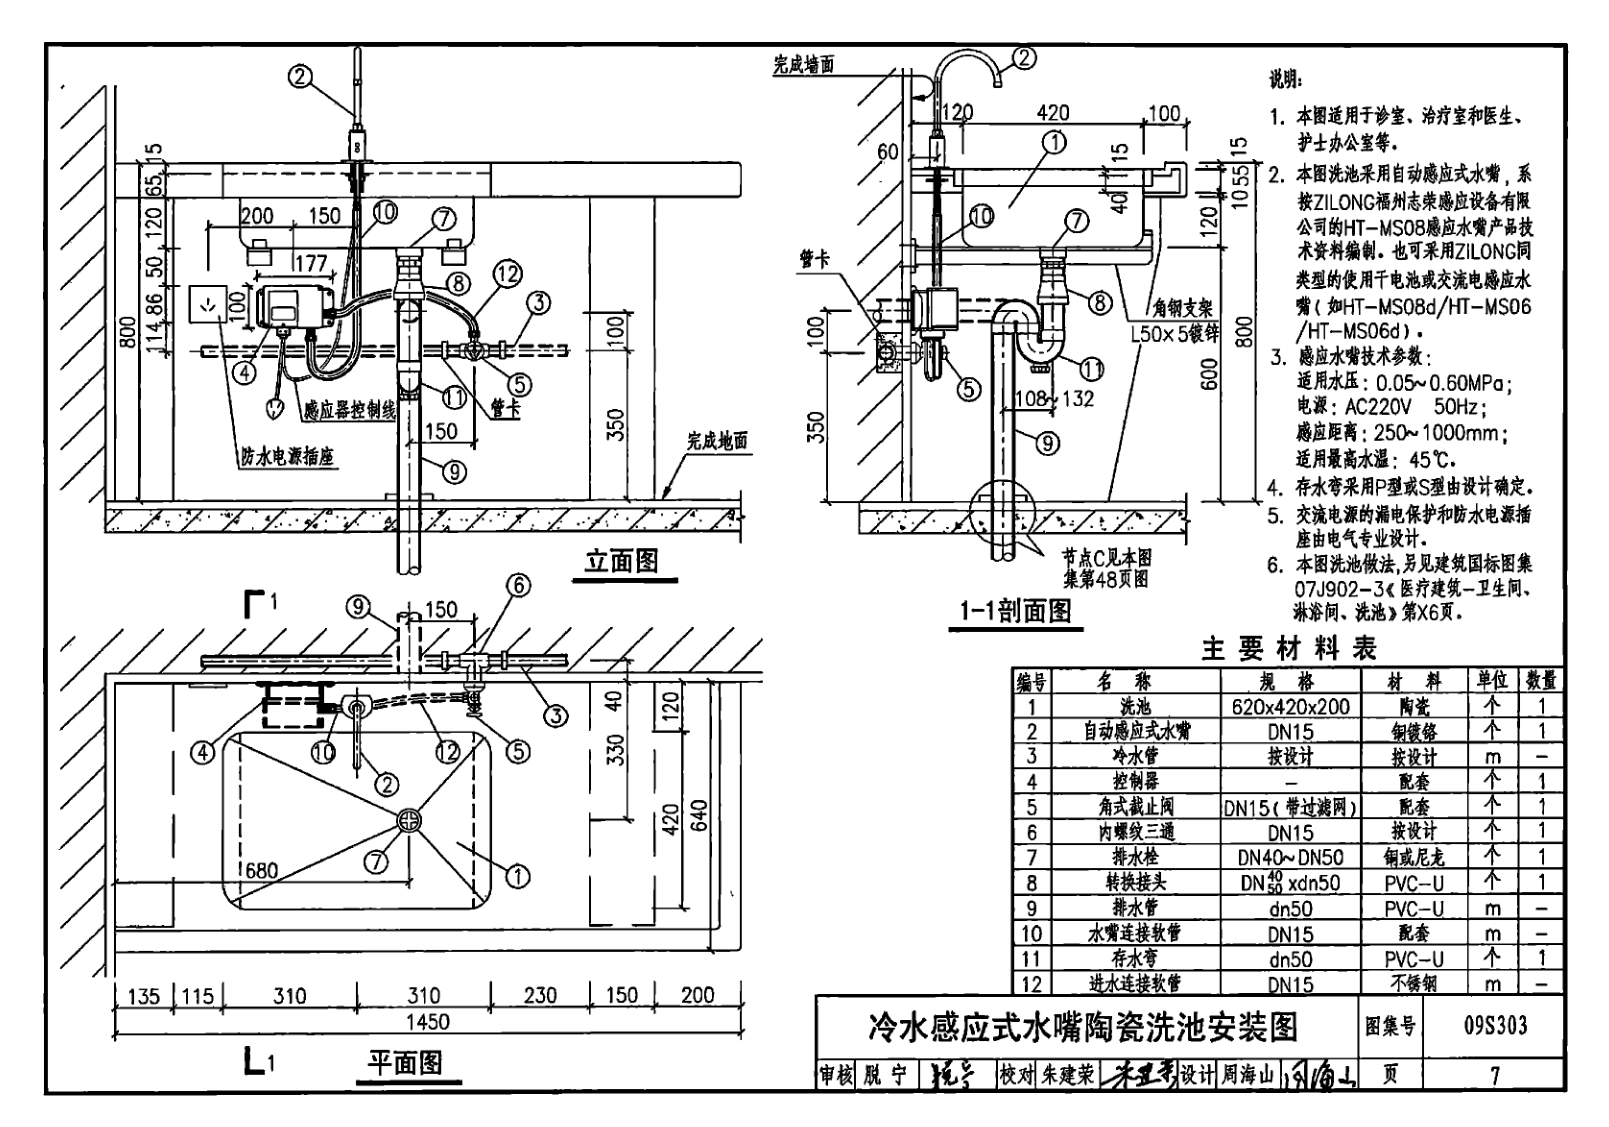 ②
15
65
120
50
86
114
800
200
150
⑩
⑦
177
100
④
⑧
⑫
③
100
⑤
⑪
管卡
感应器控制线
防水电源插座
150
⑨
350
完成地面
立面图
完成墙面
②
120
420
100
60
①
15
40
15
55
10
120
⑩
⑦
管卡
⑧
角钢支架
L50×5镀锌
100
⑤
⑪
108~132
⑨
350
600
800
节点C见本图
集第48页图
1-1剖面图
1
⑨
150
⑥
③
④
⑩
②
⑫
⑤
40
330
120
420
640
⑦
①
680
135
115
310
310
230
150
200
1450
1
平面图
说明:
1. 本图适用于诊室、治疗室和医生、
护士办公室等。
2. 本图洗池采用自动感应式水嘴, 系
按ZILONG福州志荣感应设备有限
公司的HT-MS08感应水嘴产品技
术资料编制。也可采用ZILONG同
类型的使用干电池或交流电感应水
嘴(如HT-MS08d/HT-MS06
/HT-MS06d)。
3. 感应水嘴技术参数:
适用水压: 0.05~0.60MPa;
电源: AC220V 50Hz;
感应距离: 250~1000mm;
适用最高水温: 45℃。
4. 存水弯采用P型或S型由设计确定。
5. 交流电源的漏电保护和防水电源插
座由电气专业设计。
6. 本图洗池做法, 另见建筑国标图集
07J902-3《医疗建筑-卫生间、
淋浴间、洗池》第X6页。
主要材料表
编号 名称 规格 材料 单位 数量
1 洗池 620x420x200 陶瓷 个 1
2 自动感应式水嘴 DN15 铜镀铬 个 1
3 冷水管 按设计 按设计 m -
4 控制器 - 配套 个 1
5 角式截止阀 DN15(带过滤网) 配套 个 1
6 内螺纹三通 DN15 按设计 个 1
7 排水栓 DN40~DN50 铜或尼龙 个 1
8 转换接头 DN40/50 xdn50 PVC-U 个 1
9 排水管 dn50 PVC-U m -
10 水嘴连接软管 DN15 配套 m -
11 存水弯 dn50 PVC-U 个 1
12 进水连接软管 DN15 不锈钢 m -
冷水感应式水嘴陶瓷洗池安装图 图集号 09S303
审核 脱宁 校对 朱建荣 朱建荣 设计 周海山 页 7